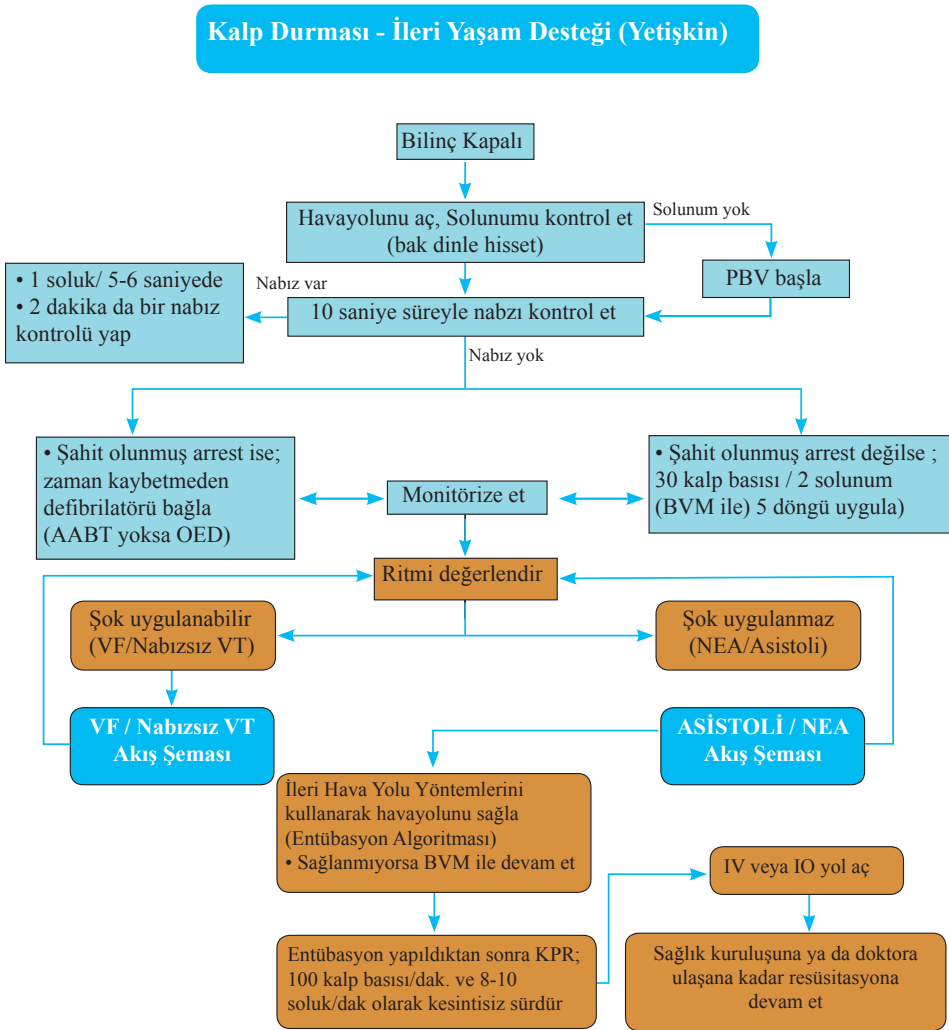 Kalp Durması - İleri Yaşam Desteği (Yetişkin)
Bilinç Kapalı
Havayolunu aç, Solunumu kontrol et
(bak dinle hisset)
Solunum yok
PBV başla
• 1 soluk/ 5-6 saniyede
• 2 dakika da bir nabız
kontrolü yap
Nabız var
10 saniye süreyle nabzı kontrol et
Nabız yok
• Şahit olunmuş arrest ise;
zaman kaybetmeden
defibrilatörü bağla
(AABT yoksa OED)
Monitörize et
• Şahit olunmuş arrest değilse ;
30 kalp basısı / 2 solunum
(BVM ile) 5 döngü uygula)
Ritmi değerlendir
Şok uygulanabilir
(VF/Nabızsız VT)
Şok uygulanmaz
(NEA/Asistoli)
VF / Nabızsız VT
Akış Şeması
ASİSTOLİ / NEA
Akış Şeması
İleri Hava Yolu Yöntemlerini
kullanarak havayolunu sağla
(Entübasyon Algoritması)
• Sağlanmıyorsa BVM ile devam et
IV veya IO yol aç
Entübasyon yapıldıktan sonra KPR;
100 kalp basısı/dak. ve 8-10
soluk/dak olarak kesintisiz sürdür
Sağlık kuruluşuna ya da doktora
ulaşana kadar resüsitasyona
devam et